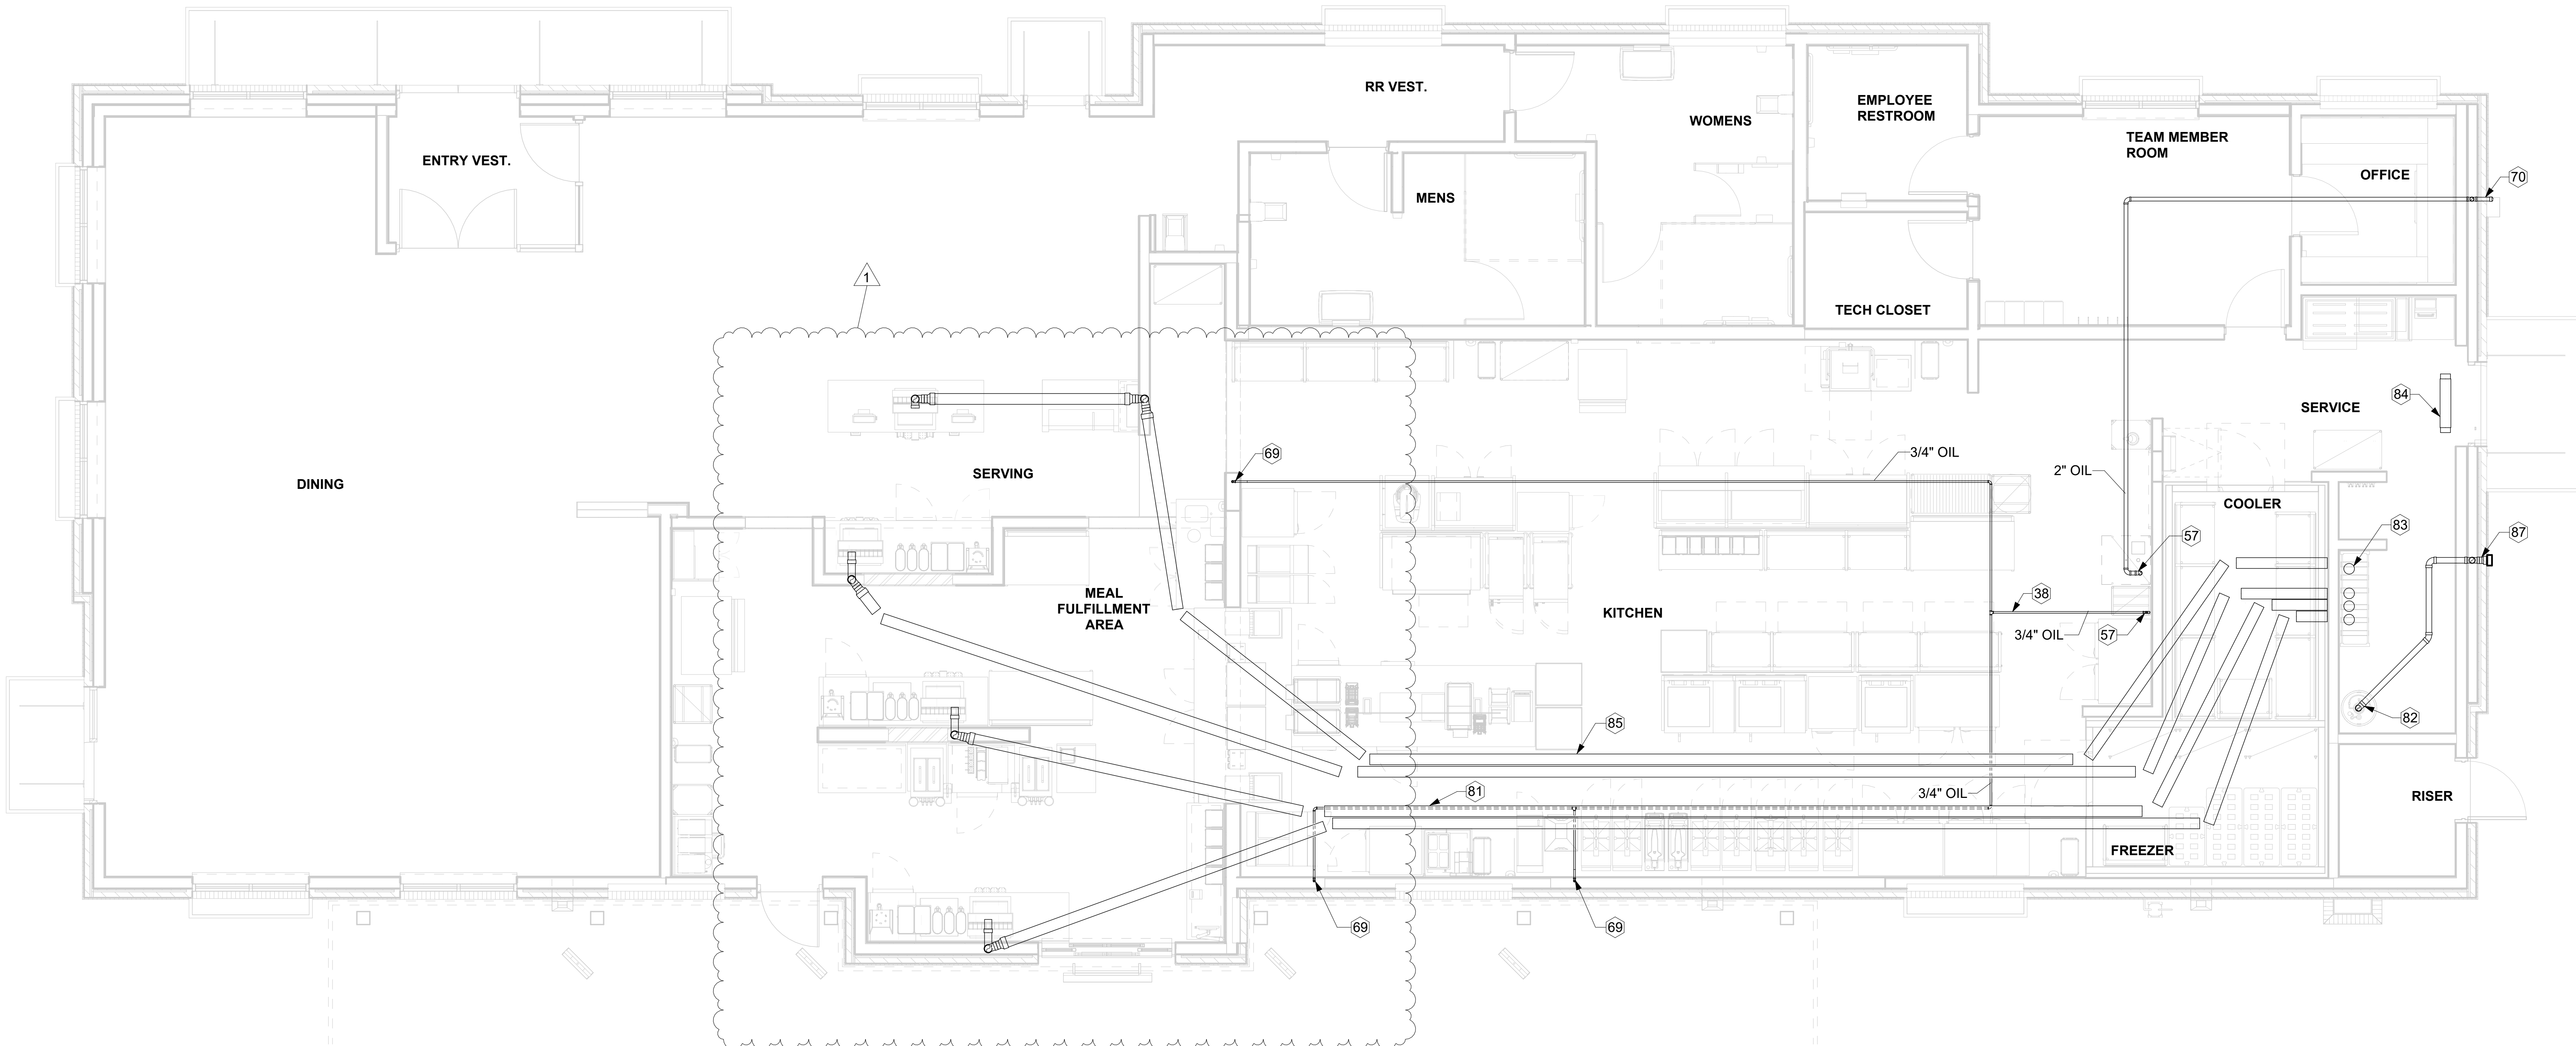 RR VEST.
EMPLOYEE
RESTROOM
WOMENS
TEAM MEMBER
ROOM
ENTRY VEST.
OFFICE
70
MENS
1
TECH CLOSET
84
SERVICE
69
3/4" OIL
2" OIL
SERVING
DINING
COOLER
83
57
87
MEAL
FULFILLMENT
AREA
38
KITCHEN
3/4" OIL
57
82
85
81
3/4" OIL
RISER
FREEZER
69
69